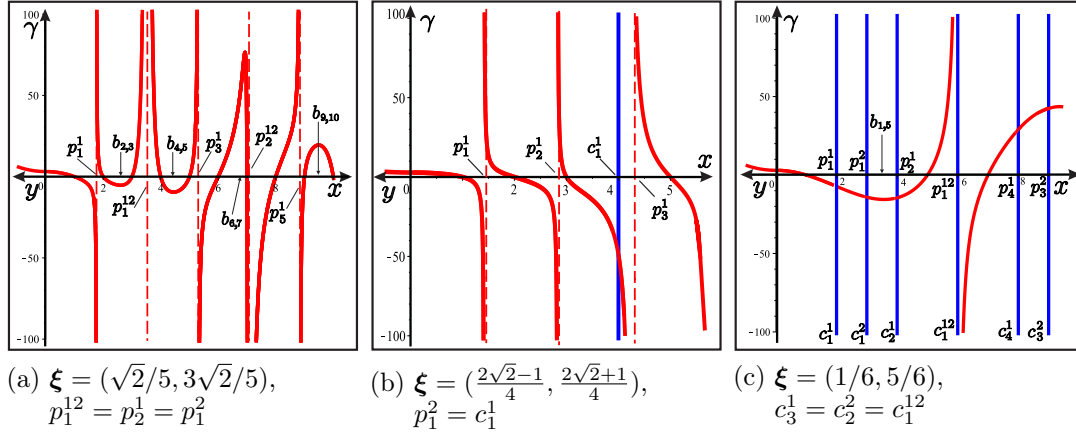 γ
100
50
0
-50
-100
y
x
2
4
6
8
p_1^1
b_{2,3}
p_1^{12}
b_{4,5}
p_3^1
b_{6,7}
p_2^{12}
p_5^1
b_{9,10}
(a) ξ = (√2/5, 3√2/5),
p_1^{12} = p_2^1 = p_1^2
γ
100
50
0
-50
-100
y
x
1
2
3
4
5
p_1^1
p_2^1
c_1^1
p_3^1
(b) ξ = (\frac{2√2−1}{4}, \frac{2√2+1}{4}),
p_1^2 = c_1^1
γ
100
50
0
-50
-100
y
x
2
4
6
8
p_1^1
p_1^2
b_{1,5}
p_2^1
p_1^{12}
p_4^1
p_3^2
c_1^1
c_1^2
c_2^1
c_1^{12}
c_4^1
c_3^2
(c) ξ = (1/6, 5/6),
c_3^1 = c_2^2 = c_1^{12}